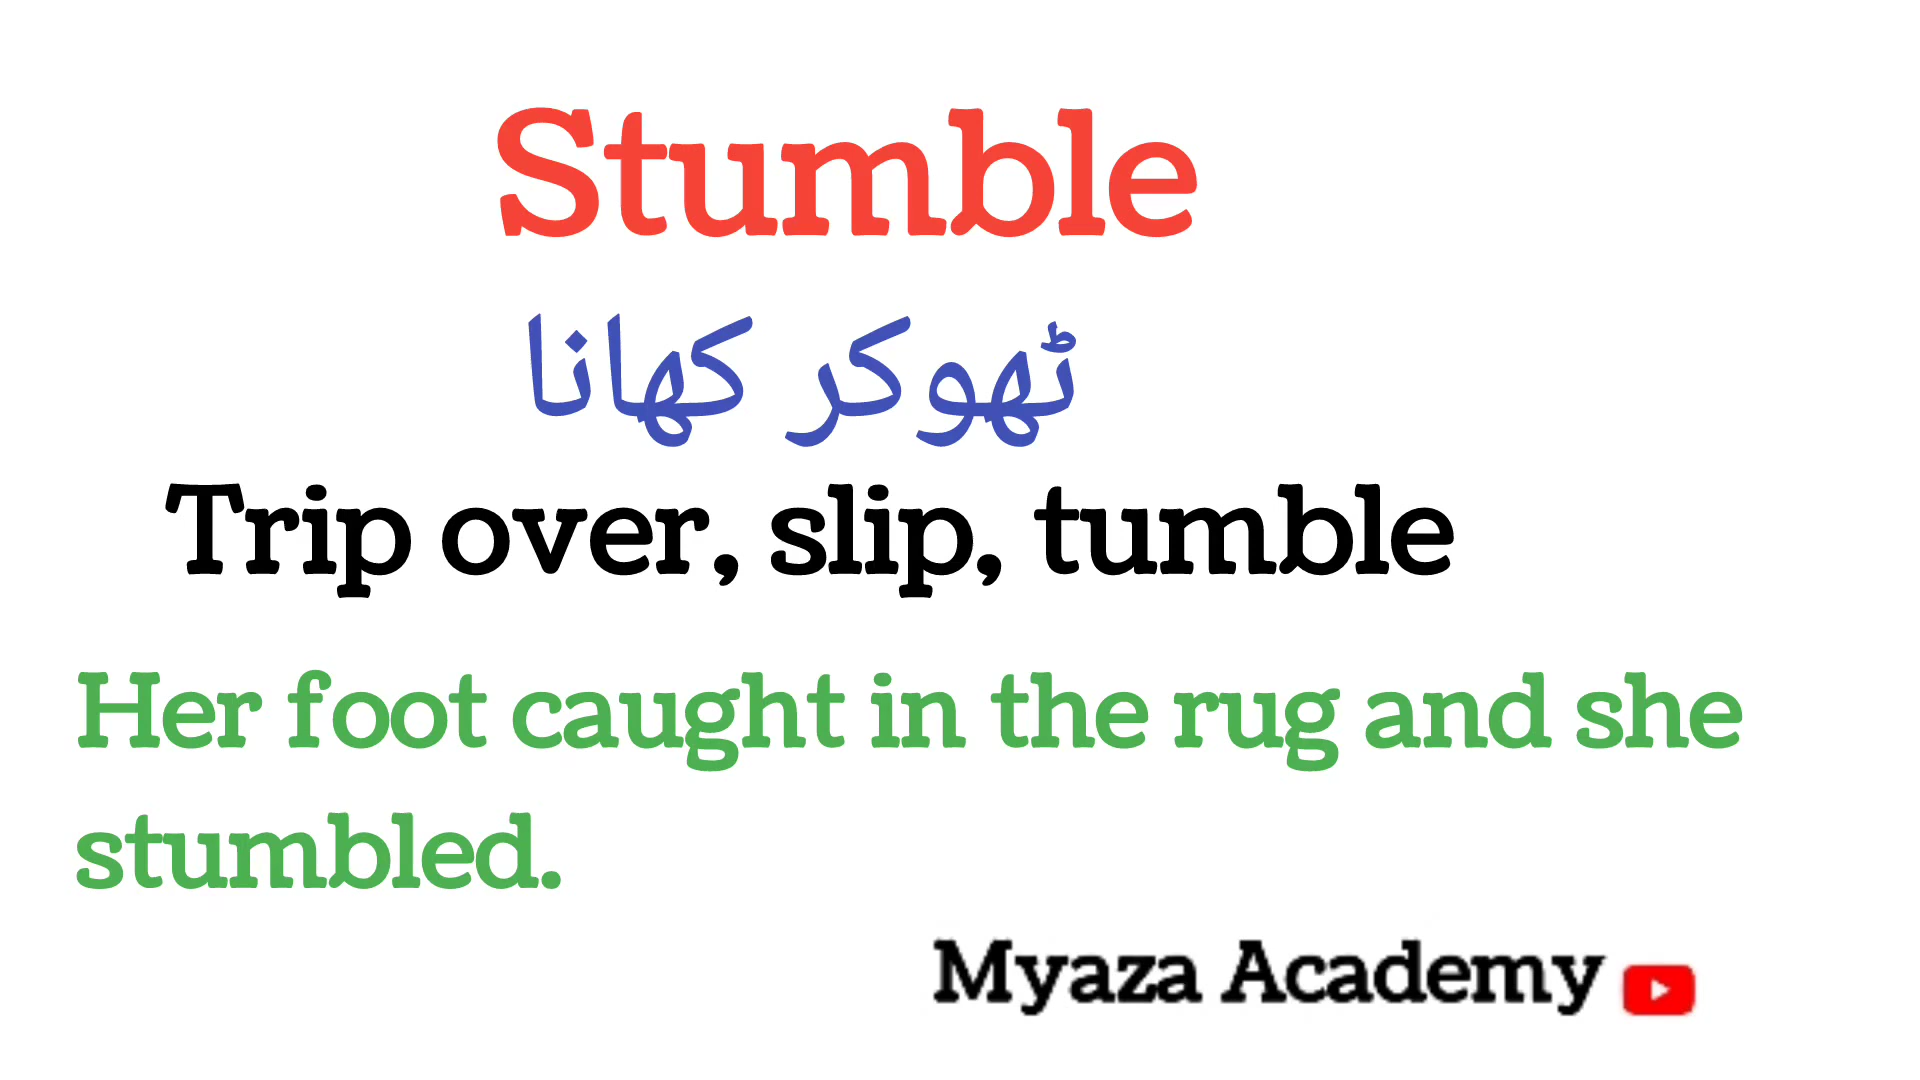 Stumble
ٹھوکر کھانا
Trip over, slip, tumble
Her foot caught in the rug and she
stumbled.
Myaza Academy